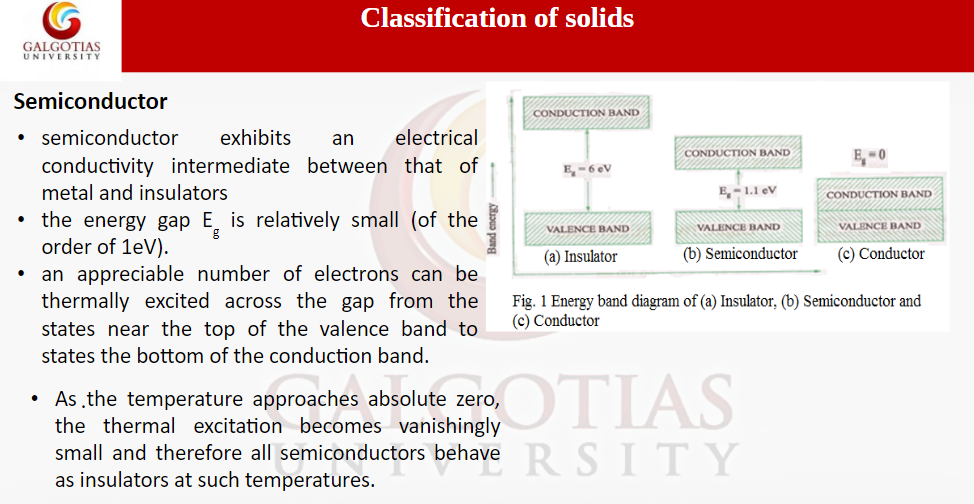 Classification of solids
GALGOTIAS
UNIVERSITY
Semiconductor
• semiconductor exhibits an electrical
conductivity intermediate between that of
metal and insulators
• the energy gap Eg is relatively small (of the
order of 1eV).
• an appreciable number of electrons can be
thermally excited across the gap from the
states near the top of the valence band to
states the bottom of the conduction band.
• As .the temperature approaches absolute zero,
the thermal excitation becomes vanishingly
small and therefore all semiconductors behave
as insulators at such temperatures.
Band energy
CONDUCTION BAND
Eg = 6 eV
VALENCE BAND
(a) Insulator
CONDUCTION BAND
Eg = 1.1 eV
VALENCE BAND
(b) Semiconductor
Eg = 0
CONDUCTION BAND
VALENCE BAND
(c) Conductor
Fig. 1 Energy band diagram of (a) Insulator, (b) Semiconductor and
(c) Conductor
GALGOTIAS
UNIVERSITY